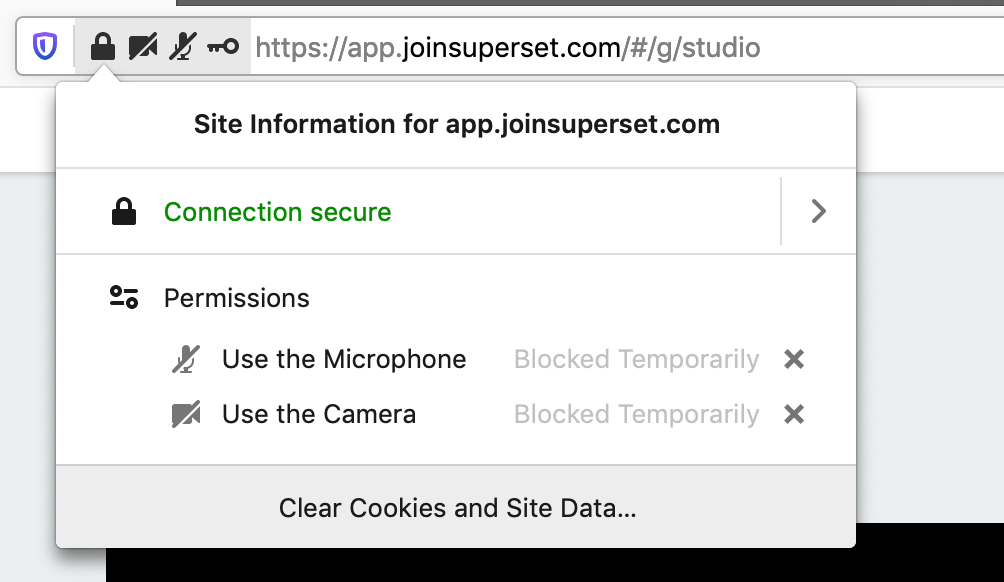 https://app.joinsuperset.com/#/g/studio
Site Information for app.joinsuperset.com
Connection secure
Permissions
Use the Microphone Blocked Temporarily
Use the Camera Blocked Temporarily
Clear Cookies and Site Data...